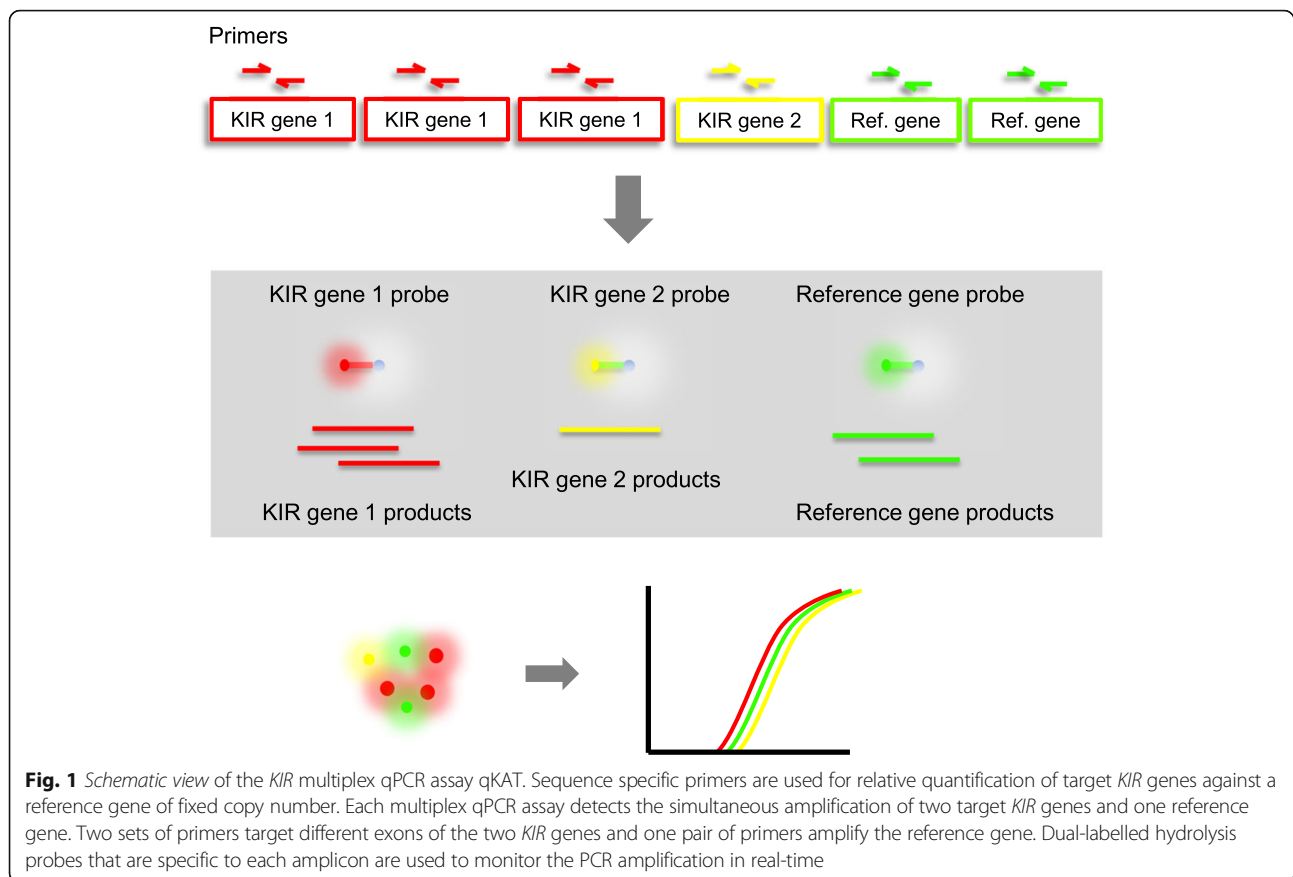 Primers
KIR gene 1 KIR gene 1 KIR gene 1 KIR gene 2 Ref. gene Ref. gene
KIR gene 1 probe KIR gene 2 probe Reference gene probe
KIR gene 2 products
KIR gene 1 products Reference gene products
Fig. 1 Schematic view of the KIR multiplex qPCR assay qKAT. Sequence specific primers are used for relative quantification of target KIR genes against a
reference gene of fixed copy number. Each multiplex qPCR assay detects the simultaneous amplification of two target KIR genes and one reference
gene. Two sets of primers target different exons of the two KIR genes and one pair of primers amplify the reference gene. Dual-labelled hydrolysis
probes that are specific to each amplicon are used to monitor the PCR amplification in real-time